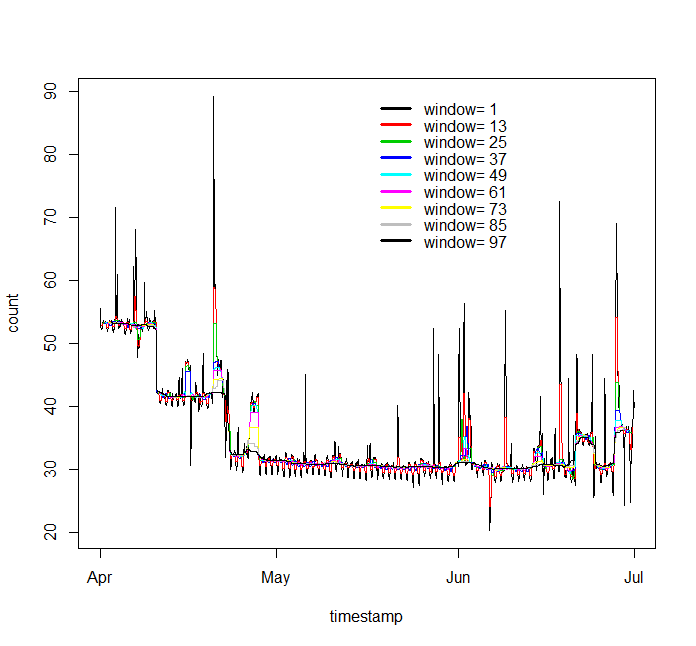 90
80
70
60
50
40
30
20
count
window= 1
window= 13
window= 25
window= 37
window= 49
window= 61
window= 73
window= 85
window= 97
Apr May Jun Jul
timestamp